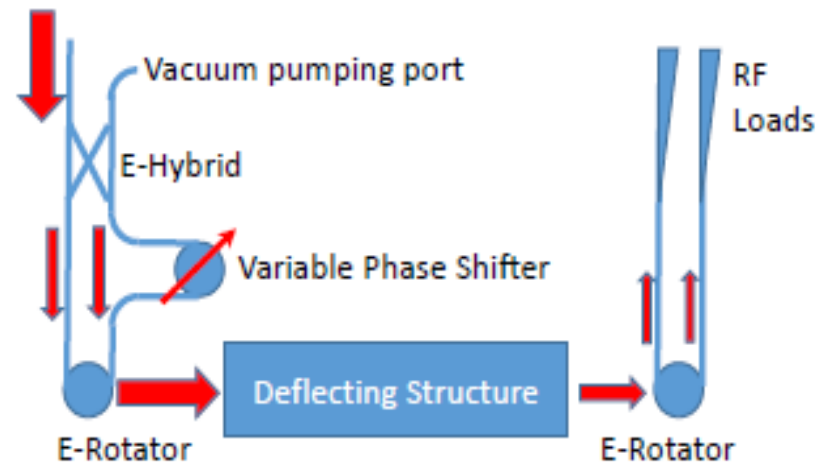 Vacuum pumping port
RF
Loads
E-Hybrid
Variable Phase Shifter
Deflecting Structure
E-Rotator
E-Rotator